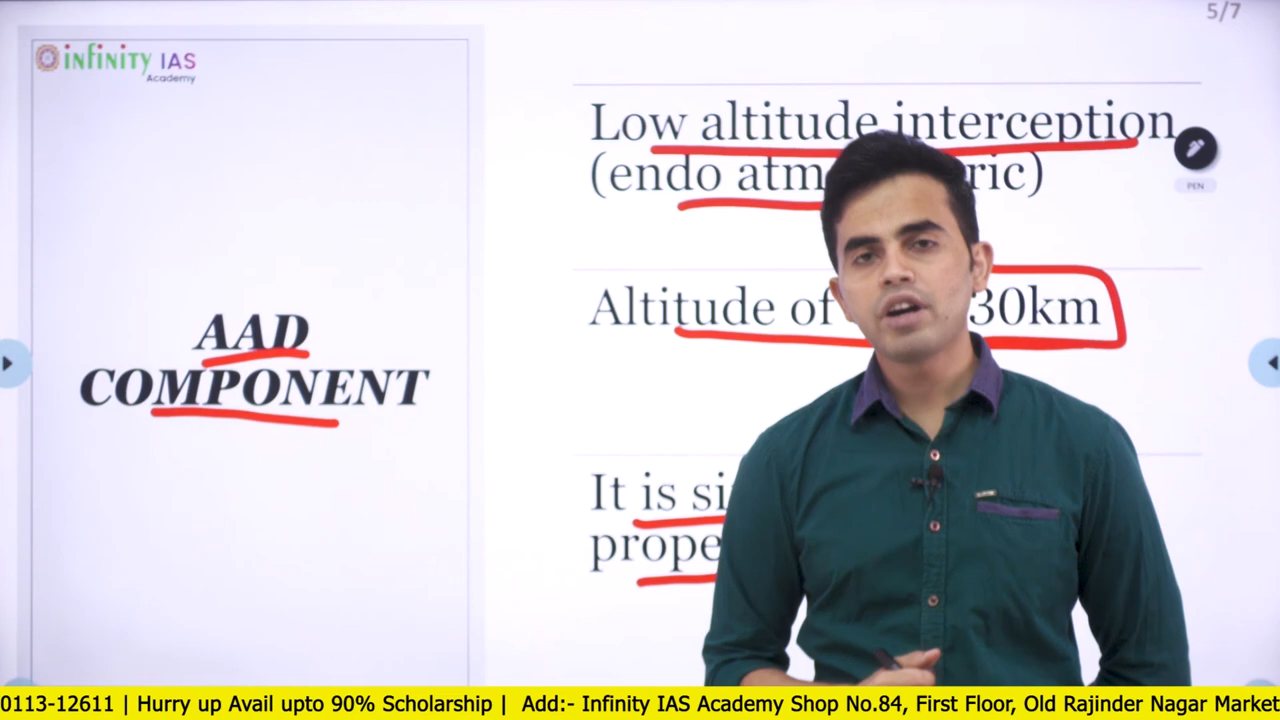 5/7
infinity IAS
Academy
Low altitude interception
(endo atm ric)
PEN
Altitude of 30km
AAD
COMPONENT
It is si
prope
0113-12611 | Hurry up Avail upto 90% Scholarship | Add:- Infinity IAS Academy Shop No.84, First Floor, Old Rajinder Nagar Market